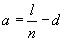 a = l/n − d